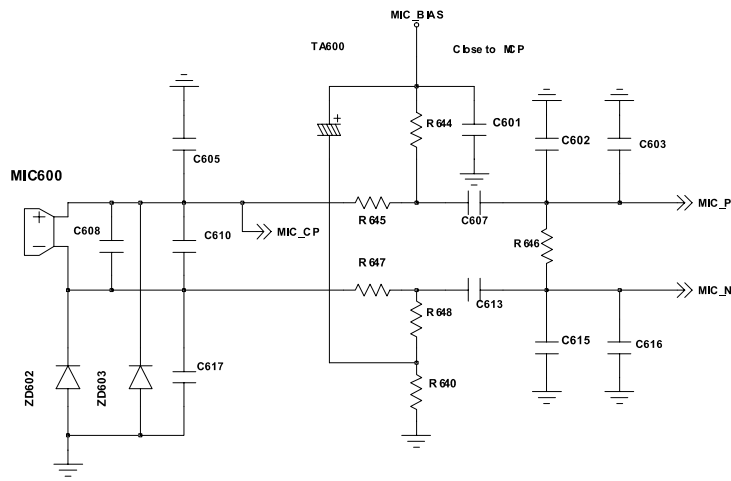 MIC_BIAS
TA600
Close to MCP
R644
C601
C602
C603
C605
MIC600
+
+
C608
C610
MIC_CP
R645
C607
MIC_P
R646
R647
C613
MIC_N
R648
C615
C616
C617
ZD602
ZD603
R640